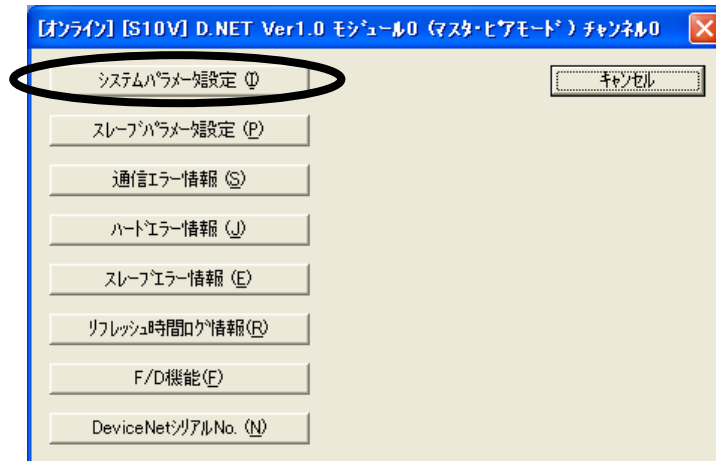 [オンライン] [S10V] D.NET Ver1.0 モジュール0 (マスタ・ピアモード) チャンネル0
システムパラメータ設定 (I)
キャンセル
スレーブパラメータ設定 (P)
通信エラー情報 (S)
ハードエラー情報 (J)
スレーブエラー情報 (E)
リフレッシュ時間ログ情報(R)
F/D機能(F)
DeviceNetシリアルNo. (N)